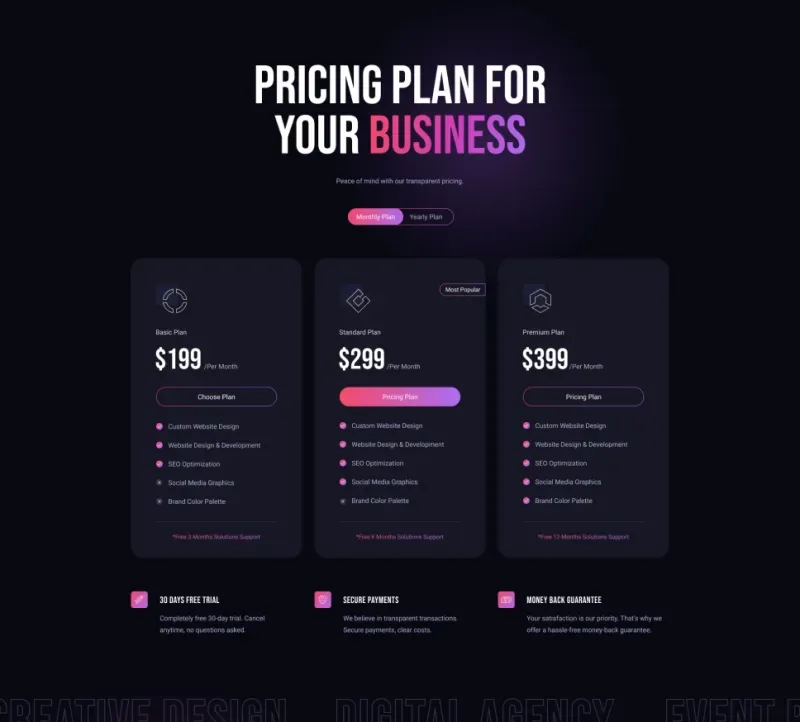 PRICING PLAN FOR
YOUR BUSINESS
Peace of mind with our transparent pricing.
Monthly Plan
Yearly Plan
Basic Plan
$199 /Per Month
Choose Plan
Custom Website Design
Website Design & Development
SEO Optimization
Social Media Graphics
Brand Color Palette
*Free 3 Months Solutions Support
Most Popular
Standard Plan
$299 /Per Month
Pricing Plan
Custom Website Design
Website Design & Development
SEO Optimization
Social Media Graphics
Brand Color Palette
*Free 6 Months Solutions Support
Premium Plan
$399 /Per Month
Pricing Plan
Custom Website Design
Website Design & Development
SEO Optimization
Social Media Graphics
Brand Color Palette
*Free 12 Months Solutions Support
30 DAYS FREE TRIAL
Completely free 30-day trial. Cancel
anytime, no questions asked.
SECURE PAYMENTS
We believe in transparent transactions.
Secure payments, clear costs.
MONEY BACK GUARANTEE
Your satisfaction is our priority. That's why we
offer a hassle-free money-back guarantee.
CREATIVE DESIGN DIGITAL AGENCY EVENT